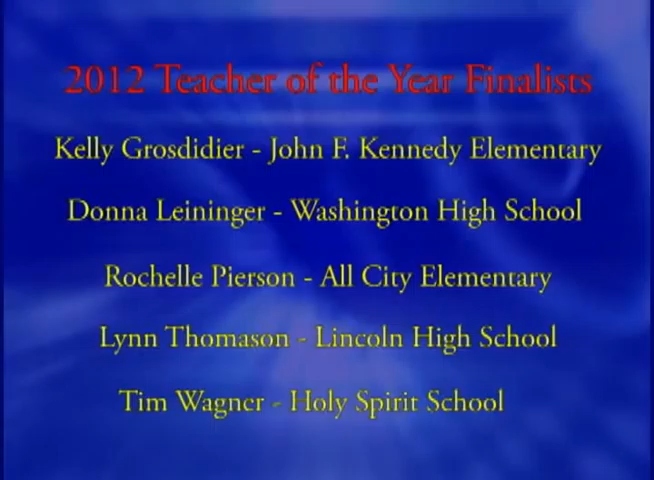 2012 Teacher of the Year Finalists
Kelly Grosdidier - John F. Kennedy Elementary
Donna Leininger - Washington High School
Rochelle Pierson - All City Elementary
Lynn Thomason - Lincoln High School
Tim Wagner - Holy Spirit School